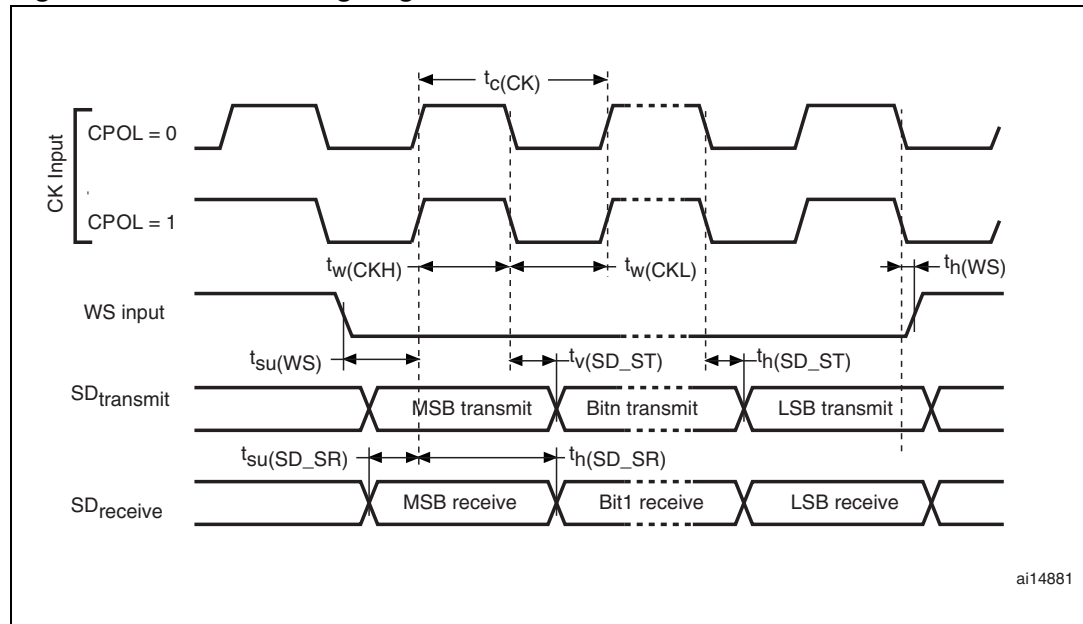 tc(CK)
CK Input
CPOL = 0
CPOL = 1
tw(CKH)
tw(CKL)
th(WS)
WS input
tsu(WS)
tv(SD_ST)
th(SD_ST)
SDtransmit
MSB transmit
Bitn transmit
LSB transmit
tsu(SD_SR)
th(SD_SR)
SDreceive
MSB receive
Bit1 receive
LSB receive
ai14881